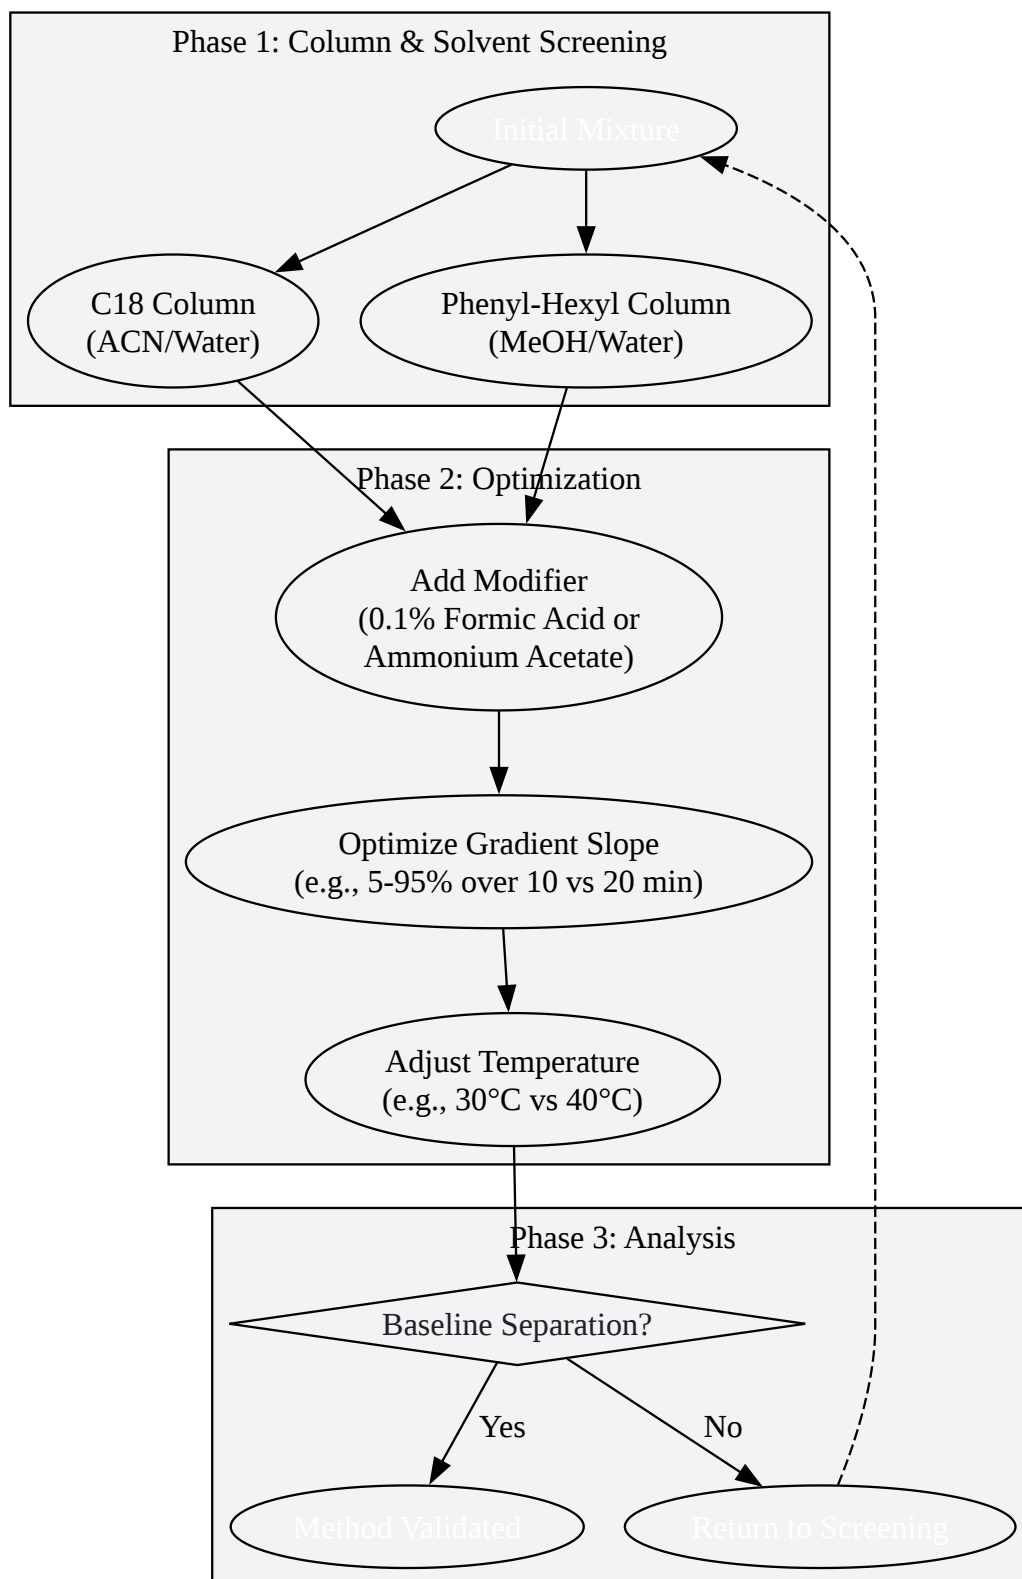 Phase 1: Column & Solvent Screening
Initial Mixture
C18 Column
(ACN/Water)
Phenyl-Hexyl Column
(MeOH/Water)
Phase 2: Optimization
Add Modifier
(0.1% Formic Acid or
Ammonium Acetate)
Optimize Gradient Slope
(e.g., 5-95% over 10 vs 20 min)
Adjust Temperature
(e.g., 30°C vs 40°C)
Phase 3: Analysis
Baseline Separation?
Yes
No
Method Validated
Return to Screening